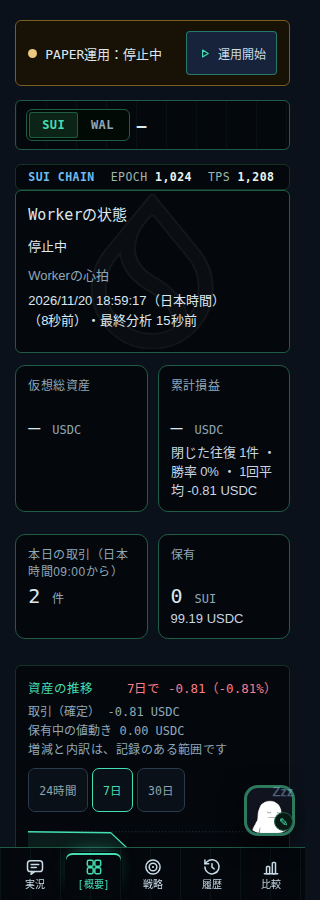 PAPER運用：停止中
運用開始
SUI WAL —
SUI CHAIN EPOCH 1,024 TPS 1,208
Workerの状態
停止中
Workerの心拍
2026/11/20 18:59:17（日本時間）
（8秒前）・最終分析 15秒前
仮想総資産
— USDC
累計損益
— USDC
閉じた往復 1件 ・
勝率 0% ・ 1回平
均 -0.81 USDC
本日の取引（日本
時間09:00から）
2 件
保有
0 SUI
99.19 USDC
資産の推移 7日で -0.81（-0.81%）
取引（確定） -0.81 USDC
保有中の値動き 0.00 USDC
増減と内訳は、記録のある範囲です
24時間 7日 30日
Zzz
実況 [概要] 戦略 履歴 比較